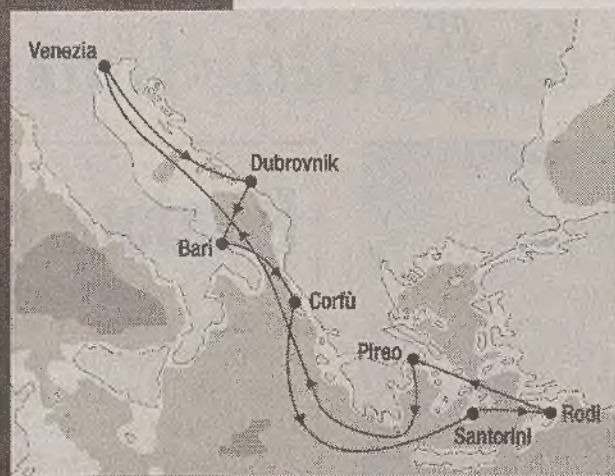 Venezia
Dubrovnik
Bari
Corfù
Pireo
Santorini
Rodi